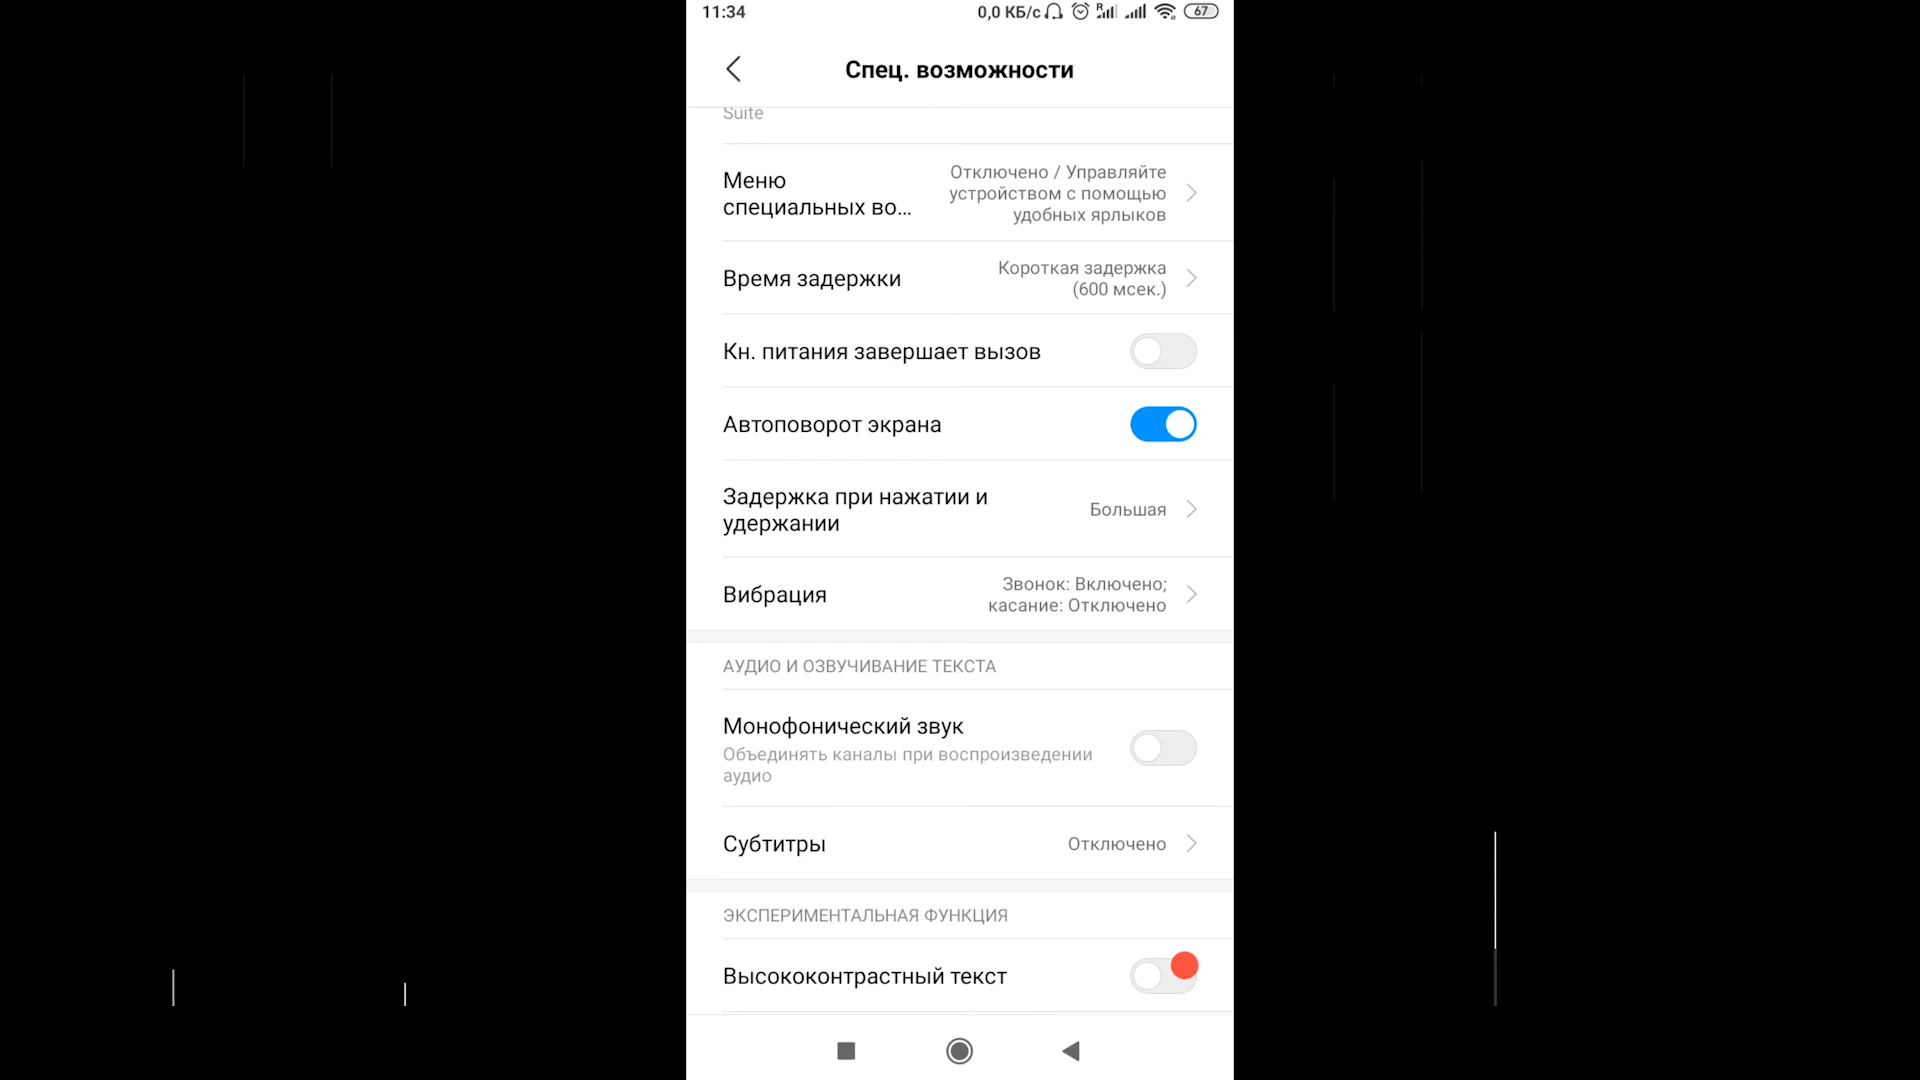 11:34
0,0 КБ/с
R
67
Спец. возможности
Suite
Меню
специальных во...
Отключено / Управляйте
устройством с помощью
удобных ярлыков
Время задержки
Короткая задержка
(600 мсек.)
Кн. питания завершает вызов
Автоповорот экрана
Задержка при нажатии и
удержании
Большая
Вибрация
Звонок: Включено;
касание: Отключено
АУДИО И ОЗВУЧИВАНИЕ ТЕКСТА
Монофонический звук
Объединять каналы при воспроизведении
аудио
Субтитры
Отключено
ЭКСПЕРИМЕНТАЛЬНАЯ ФУНКЦИЯ
Высококонтрастный текст